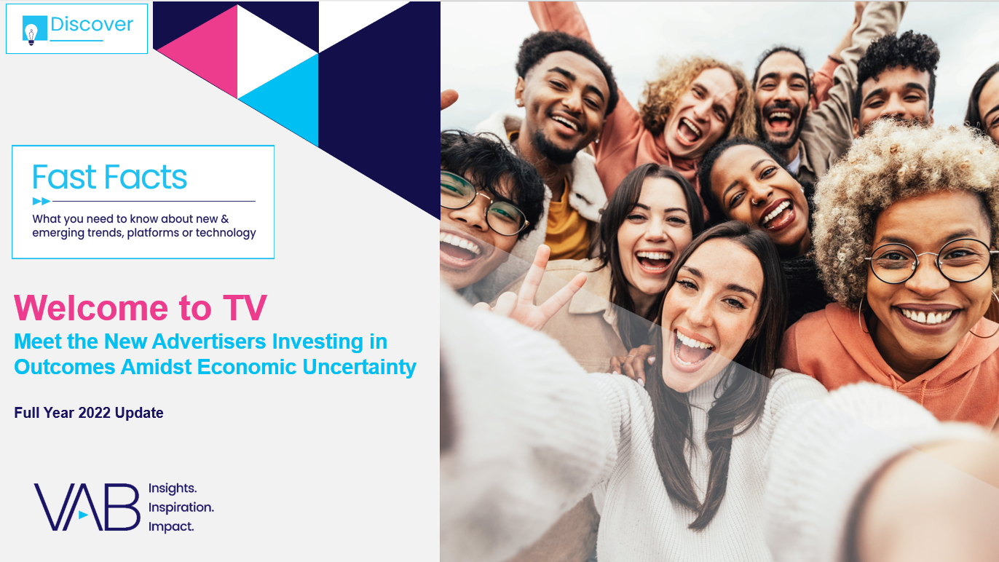 Discover
Fast Facts
What you need to know about new &
emerging trends, platforms or technology
Welcome to TV
Meet the New Advertisers Investing in
Outcomes Amidst Economic Uncertainty
Full Year 2022 Update
VAB
Insights.
Inspiration.
Impact.